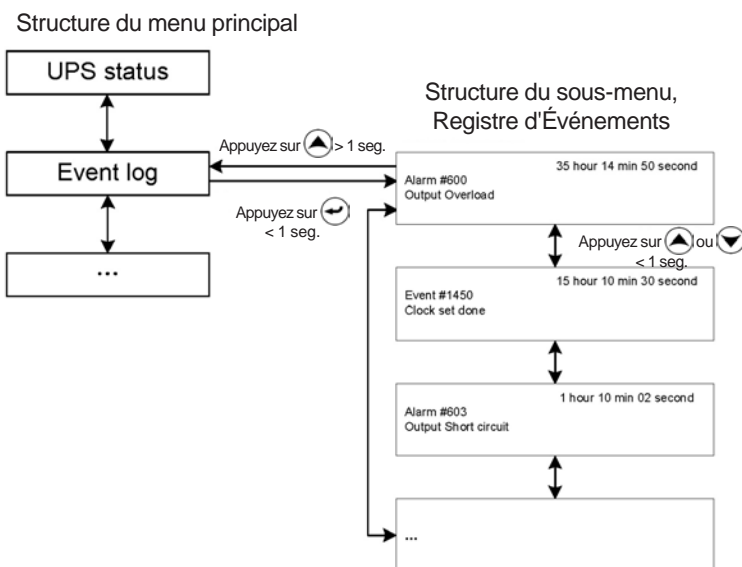 Structure du menu principal
UPS status
Event log
...
Structure du sous-menu,
Registre d'Événements
Appuyez sur > 1 seg.
Appuyez sur
< 1 seg.
35 hour 14 min 50 second
Alarm #600
Output Overload
Appuyez sur ou
< 1 seg.
15 hour 10 min 30 second
Event #1450
Clock set done
1 hour 10 min 02 second
Alarm #603
Output Short circuit
...